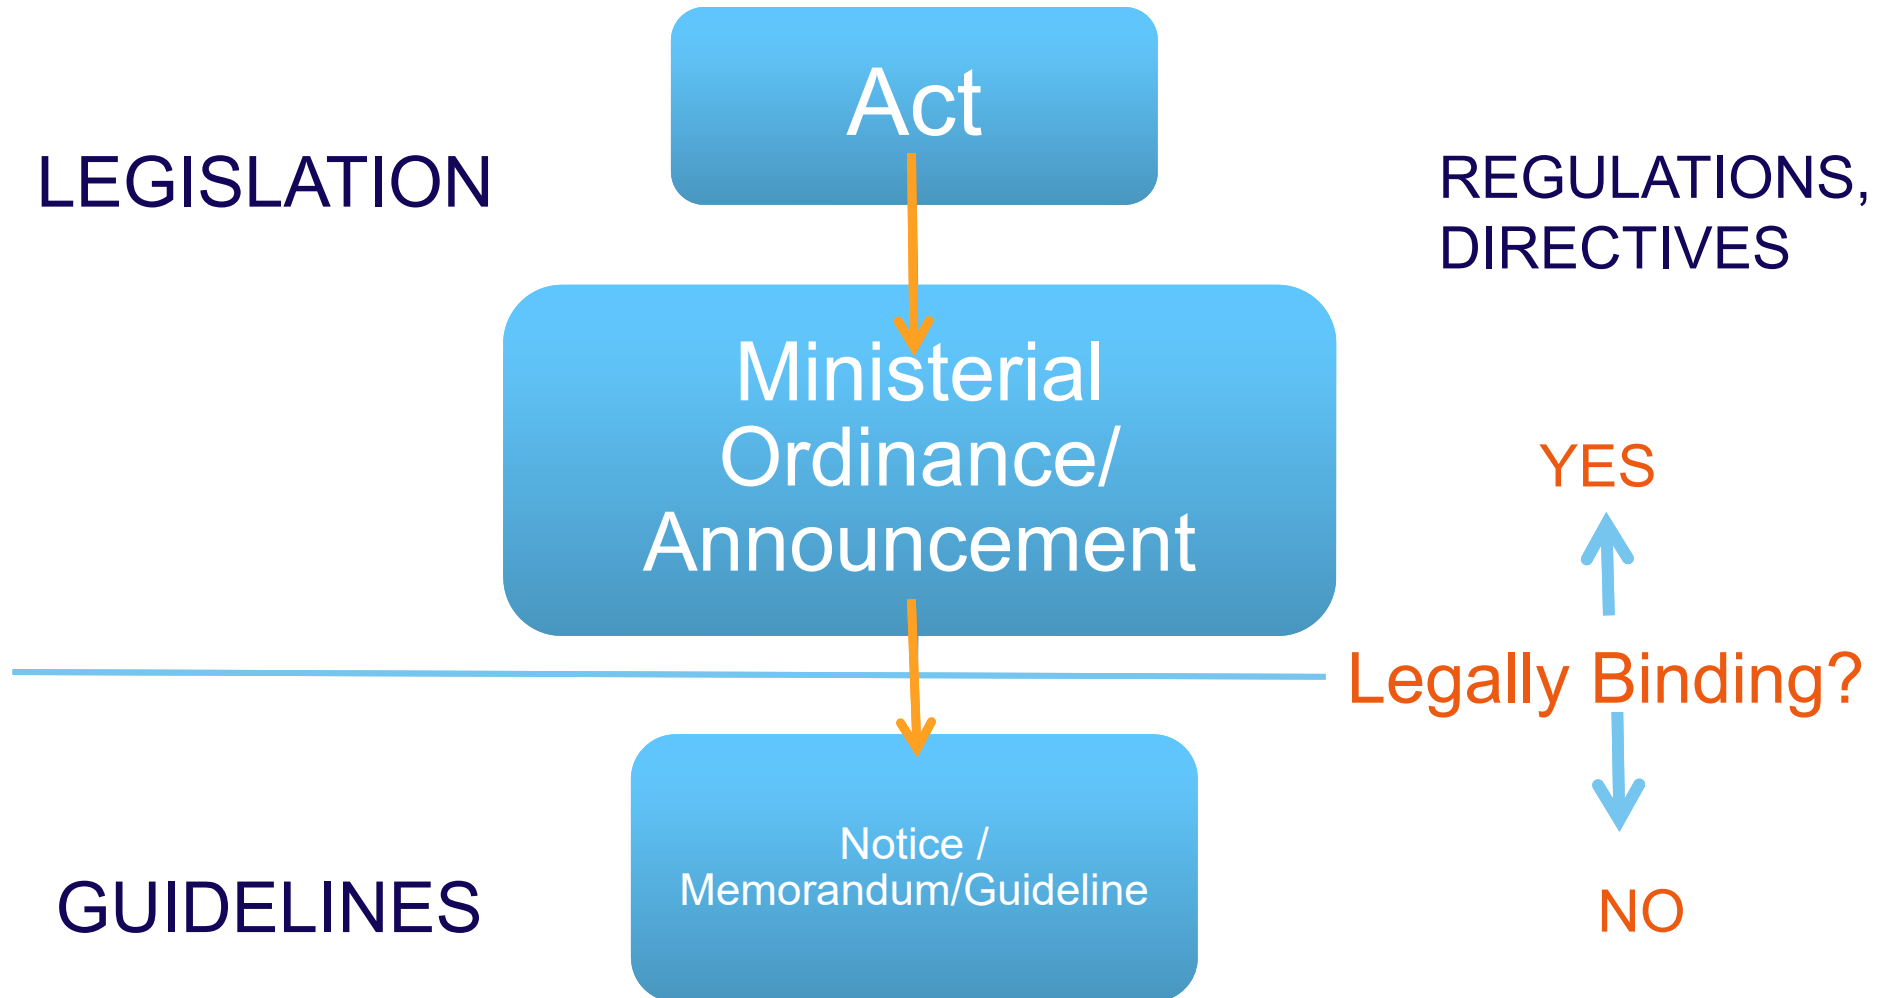 Act
LEGISLATION
REGULATIONS,
DIRECTIVES
Ministerial
Ordinance/
Announcement
YES
Legally Binding?
Notice /
Memorandum/Guideline
GUIDELINES
NO